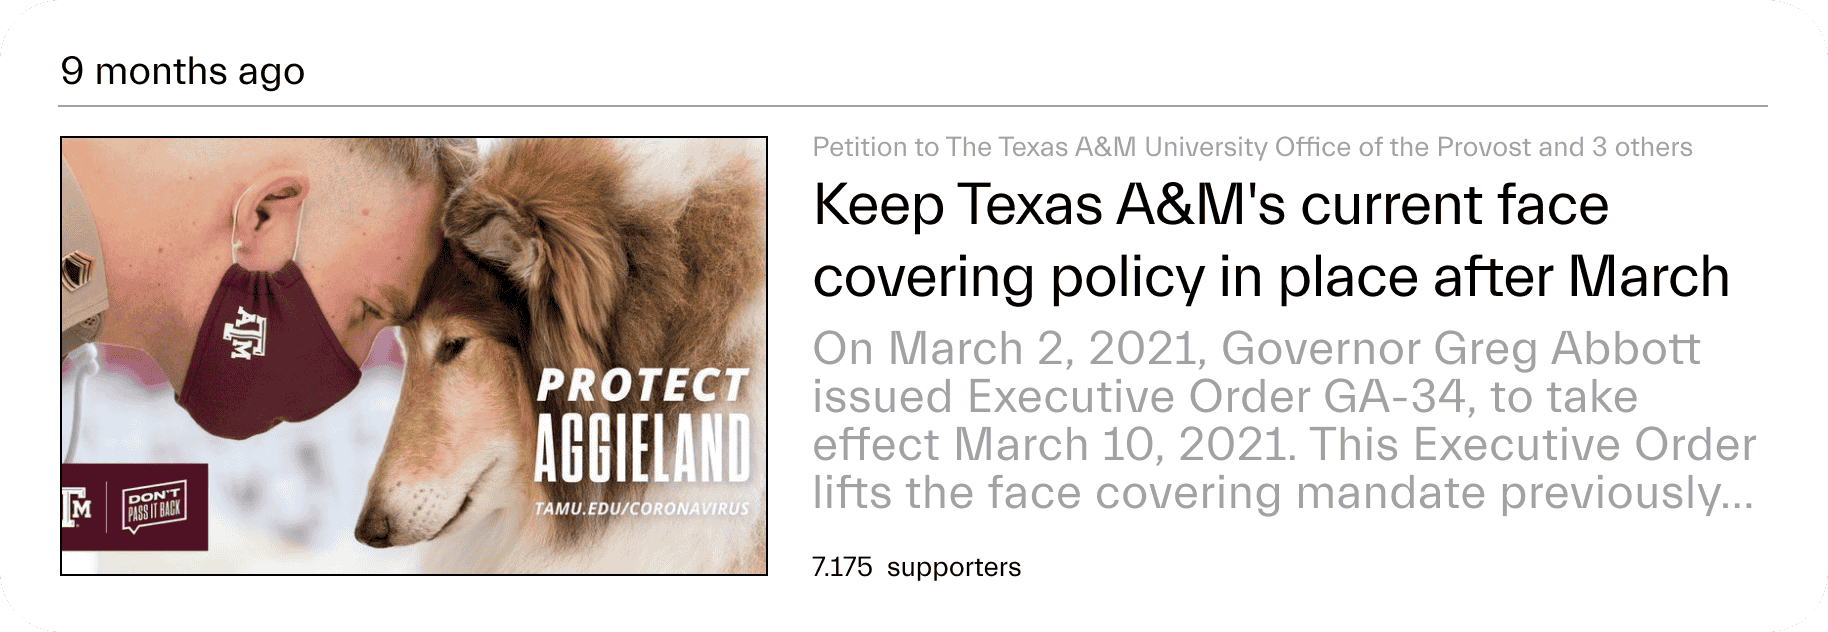 9 months ago
Petition to The Texas A&M University Office of the Provost and 3 others
Keep Texas A&M's current face
covering policy in place after March
On March 2, 2021, Governor Greg Abbott
issued Executive Order GA-34, to take
effect March 10, 2021. This Executive Order
lifts the face covering mandate previously...
7.175 supporters
ATM
PROTECT
AGGIELAND
TAMU.EDU/CORONAVIRUS
TM
DON'T
PASS IT BACK